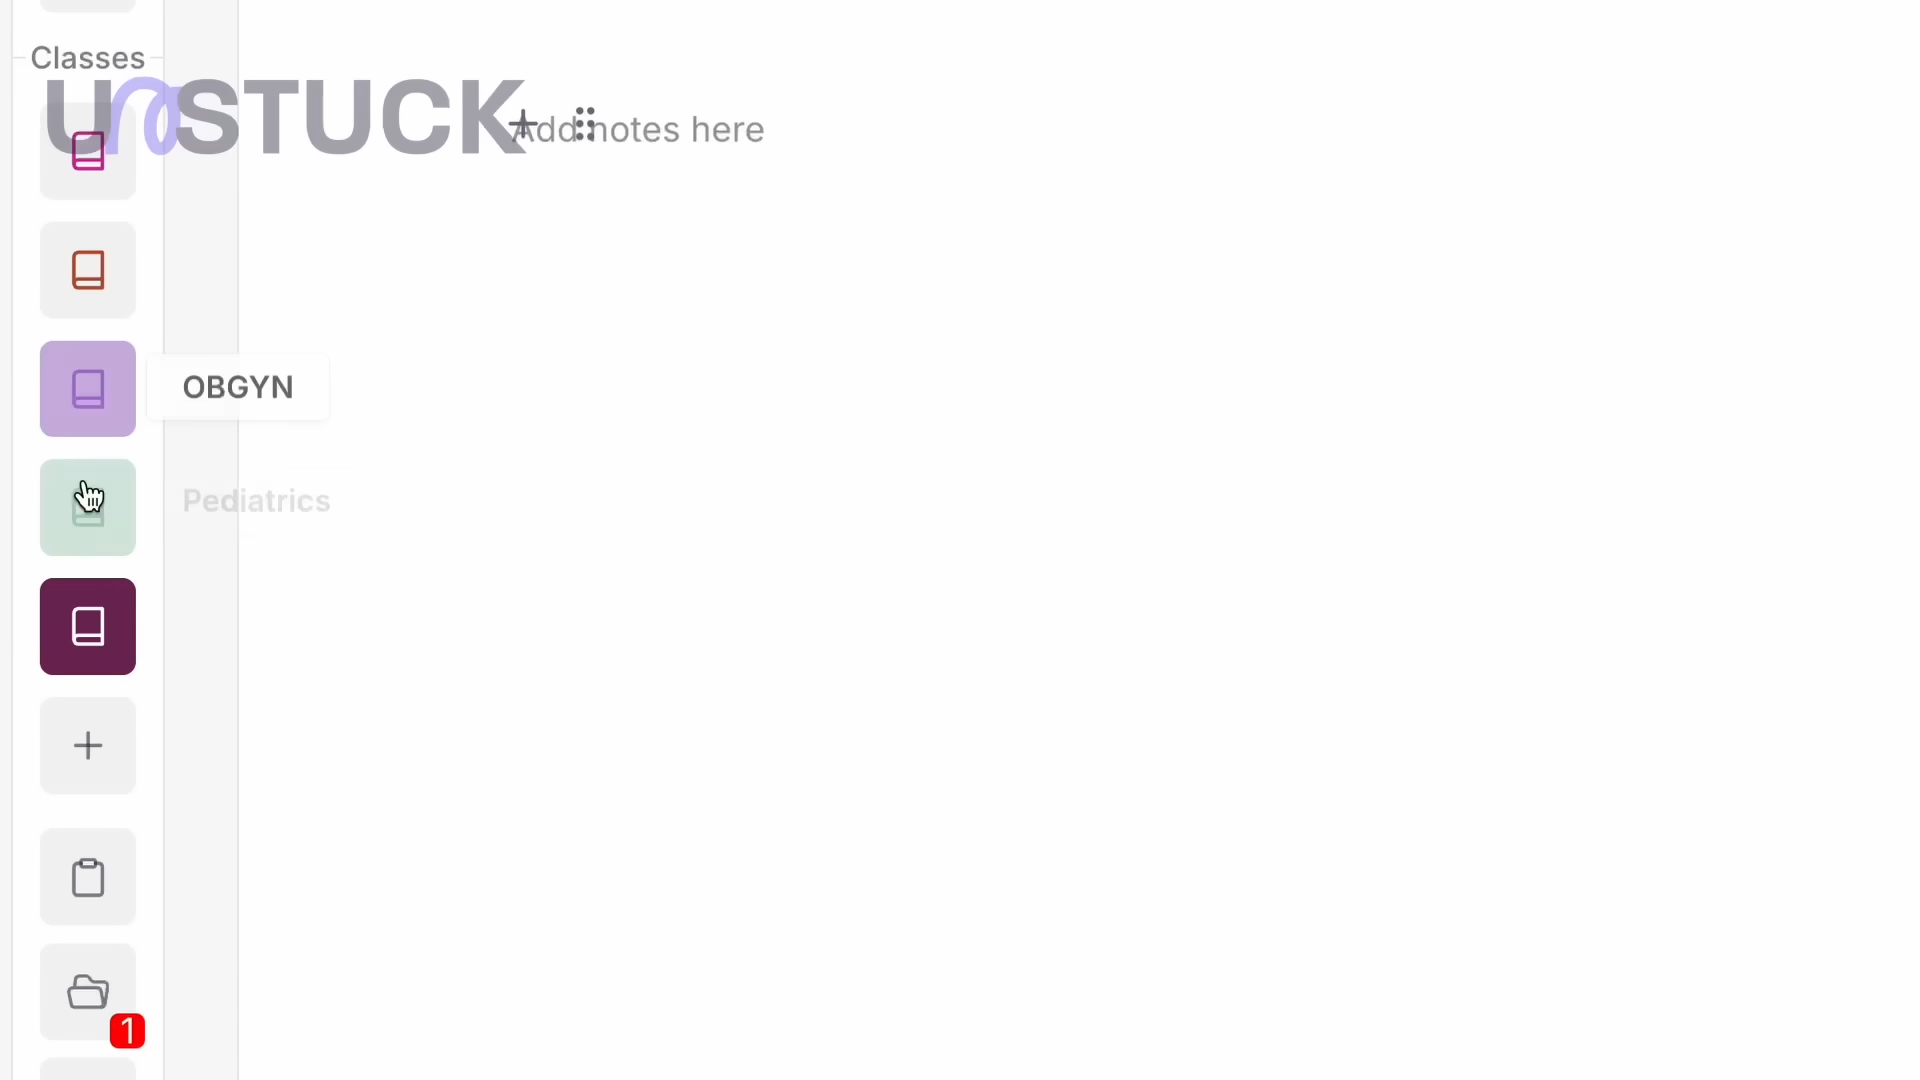 Classes
UNSTUCK
Add notes here
OBGYN
Pediatrics
1